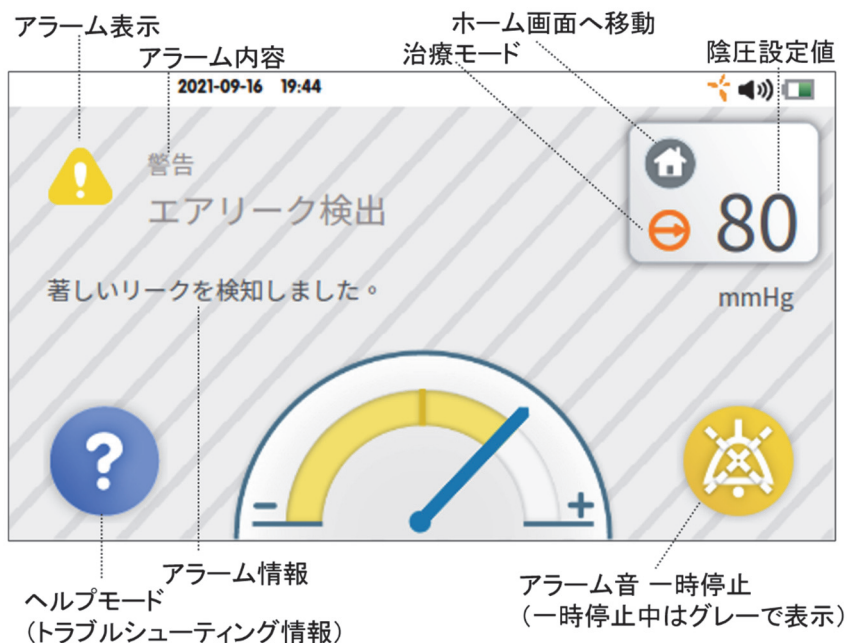 アラーム表示
ホーム画面へ移動
アラーム内容
治療モード
陰圧設定値
2021-09-16 19:44
警告
エアリーク検出
80
著しいリークを検知しました。
mmHg
?
− +
アラーム情報
アラーム音 一時停止
ヘルプモード
(一時停止中はグレーで表示)
(トラブルシューティング情報)